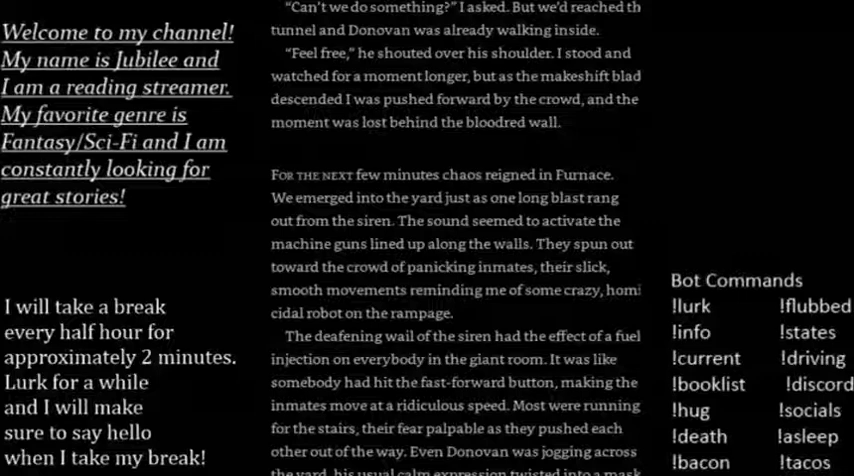 Welcome to my channel!
My name is Jubilee and
I am a reading streamer.
My favorite genre is
Fantasy/Sci-Fi and I am
constantly looking for
great stories!
I will take a break
every half hour for
approximately 2 minutes.
Lurk for a while
and I will make
sure to say hello
when I take my break!
“Can't we do something?” I asked. But we'd reached th
tunnel and Donovan was already walking inside.
“Feel free,” he shouted over his shoulder. I stood and
watched for a moment longer, but as the makeshift blad
descended I was pushed forward by the crowd, and the
moment was lost behind the bloodred wall.
FOR THE NEXT few minutes chaos reigned in Furnace.
We emerged into the yard just as one long blast rang
out from the siren. The sound seemed to activate the
machine guns lined up along the walls. They spun out
toward the crowd of panicking inmates, their slick,
smooth movements reminding me of some crazy, homi
cidal robot on the rampage.
The deafening wail of the siren had the effect of a fuel
injection on everybody in the giant room. It was like
somebody had hit the fast-forward button, making the
inmates move at a ridiculous speed. Most were running
for the stairs, their fear palpable as they pushed each
other out of the way. Even Donovan was jogging across
the yard, his usual calm expression twisted into a mask
Bot Commands
!lurk !flubbed
!info !states
!current !driving
!booklist !discord
!hug !socials
!death !asleep
!bacon !tacos